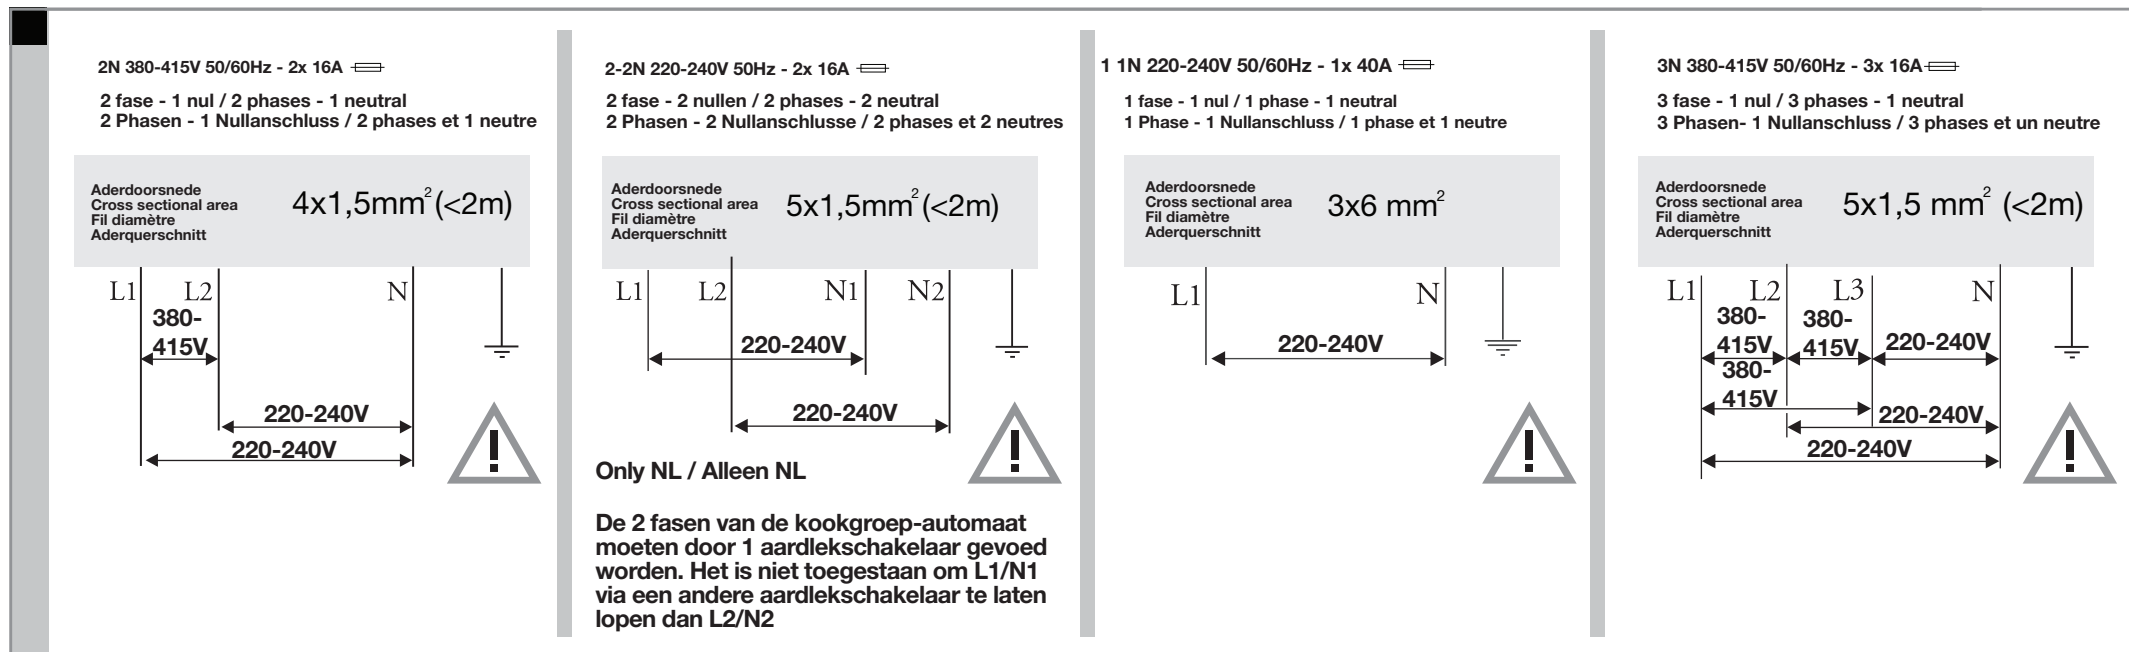 2N 380-415V 50/60Hz - 2x 16A
2 fase - 1 nul / 2 phases - 1 neutral
2 Phasen - 1 Nullanschluss / 2 phases et 1 neutre
Aderdoorsnede
Cross sectional area
Fil diamètre
Aderquerschnitt
4x1,5mm² (<2m)
L1 L2 N
380-
415V
220-240V
220-240V
2-2N 220-240V 50Hz - 2x 16A
2 fase - 2 nullen / 2 phases - 2 neutral
2 Phasen - 2 Nullanschlusse / 2 phases et 2 neutres
Aderdoorsnede
Cross sectional area
Fil diamètre
Aderquerschnitt
5x1,5mm² (<2m)
L1 L2 N1 N2
220-240V
220-240V
Only NL / Alleen NL
De 2 fasen van de kookgroep-automaat
moeten door 1 aardlekschakelaar gevoed
worden. Het is niet toegestaan om L1/N1
via een andere aardlekschakelaar te laten
lopen dan L2/N2
1 1N 220-240V 50/60Hz - 1x 40A
1 fase - 1 nul / 1 phase - 1 neutral
1 Phase - 1 Nullanschluss / 1 phase et 1 neutre
Aderdoorsnede
Cross sectional area
Fil diamètre
Aderquerschnitt
3x6 mm²
L1 N
220-240V
3N 380-415V 50/60Hz - 3x 16A
3 fase - 1 nul / 3 phases - 1 neutral
3 Phasen- 1 Nullanschluss / 3 phases et un neutre
Aderdoorsnede
Cross sectional area
Fil diamètre
Aderquerschnitt
5x1,5 mm² (<2m)
L1 L2 L3 N
380-
415V
380-
415V
220-240V
380-
415V
220-240V
220-240V